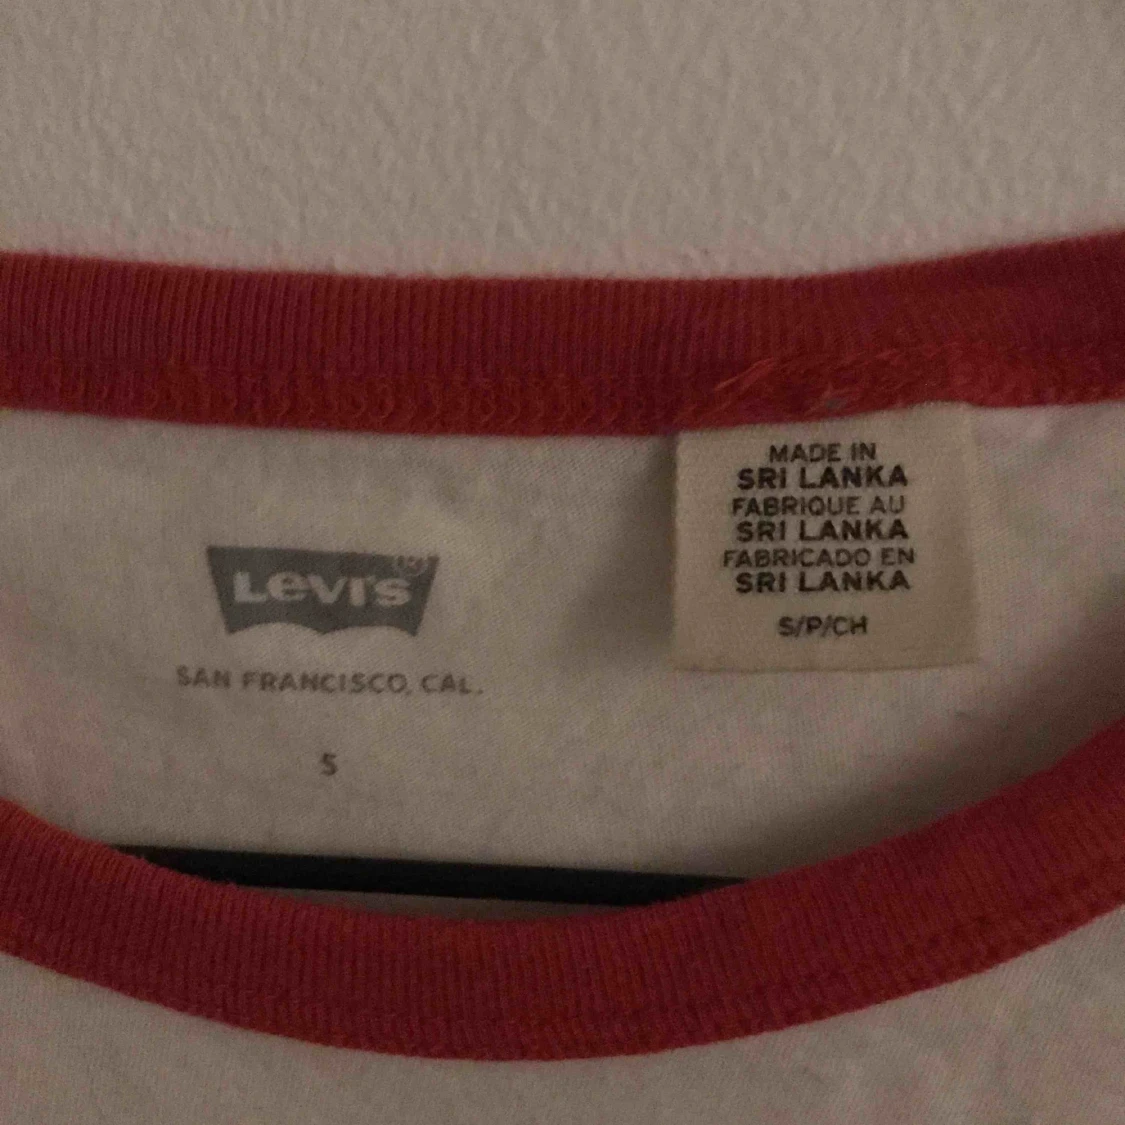 LEVI'S
SAN FRANCISCO, CAL.
S
MADE IN
SRI LANKA
FABRIQUE AU
SRI LANKA
FABRICADO EN
SRI LANKA
S/P/CH